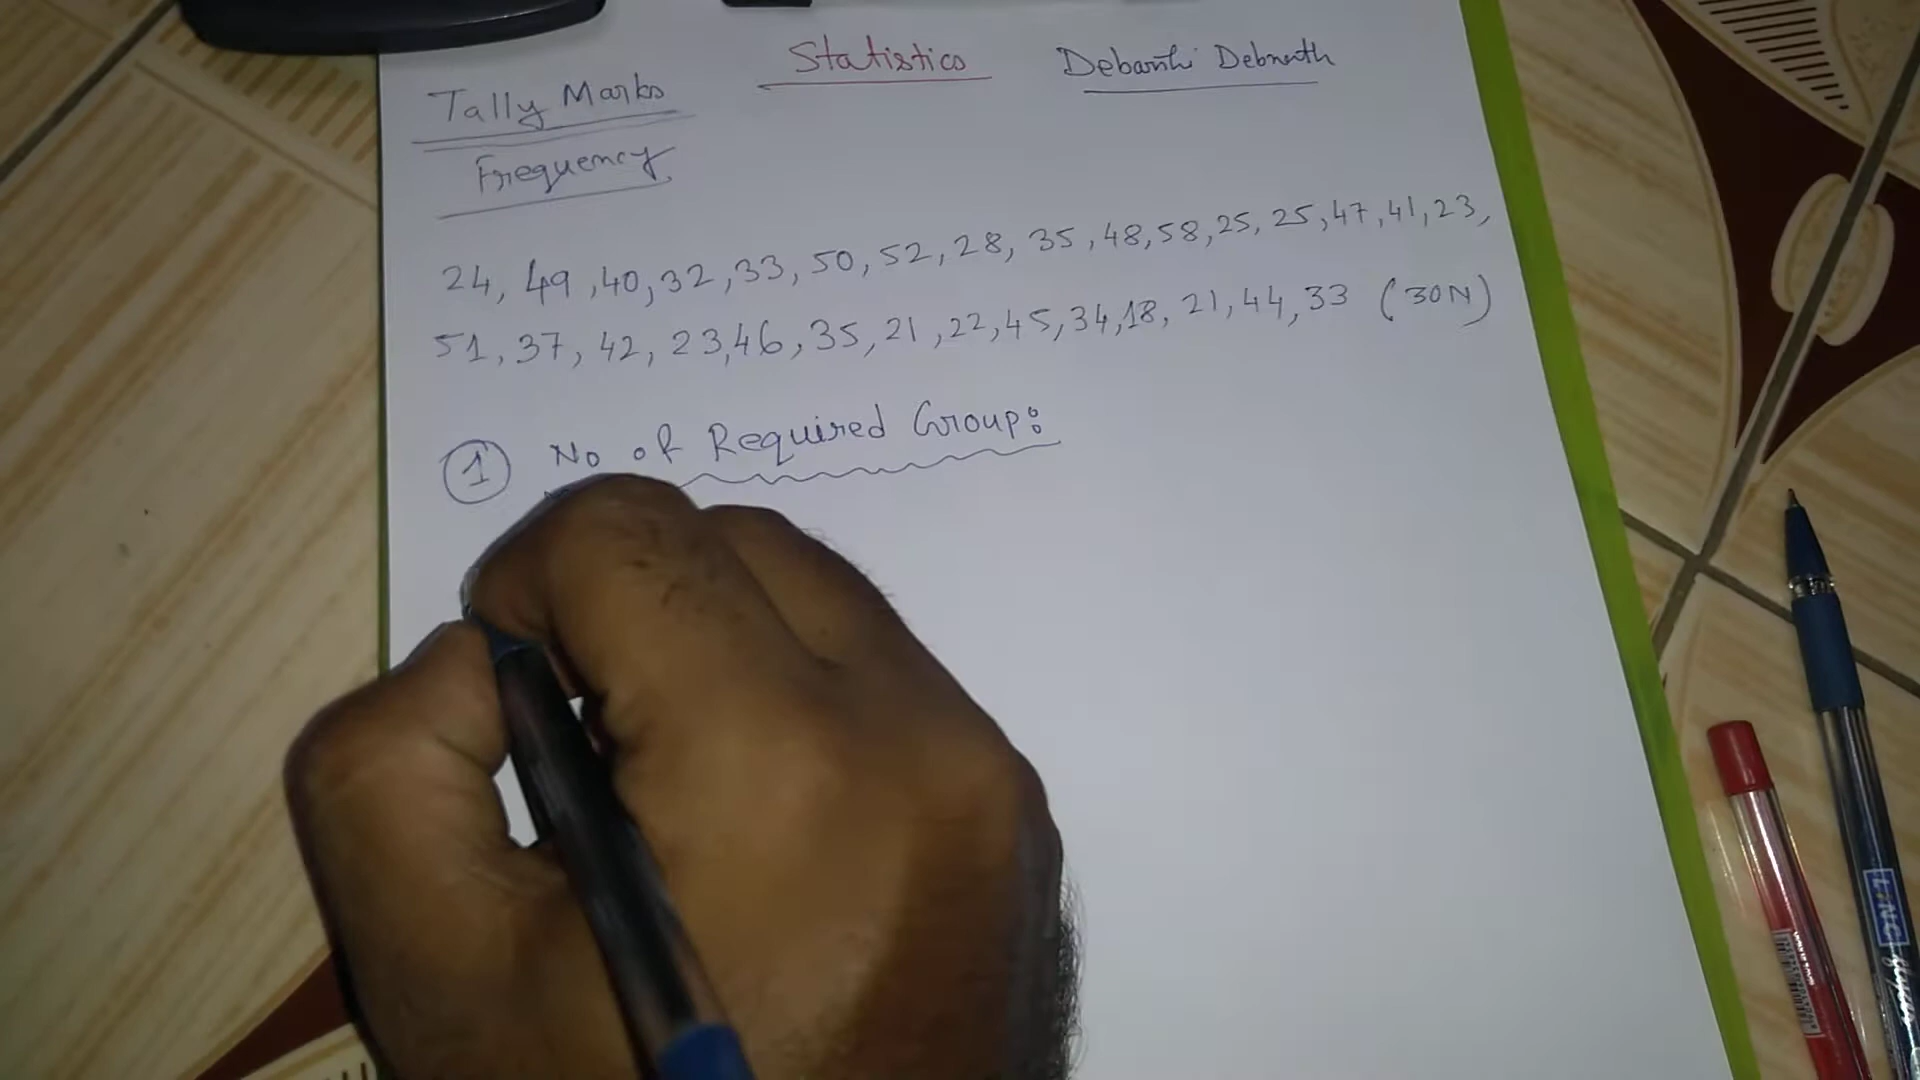 Statistics Debanhi Debnath
Tally Marks
Frequency
24, 49, 40, 32, 33, 50, 52, 28, 35, 48, 58, 25, 25, 47, 41, 23,
51, 37, 42, 23, 46, 35, 21, 22, 45, 34, 18, 21, 44, 33 (30N)
① No of Required Group:
LINC